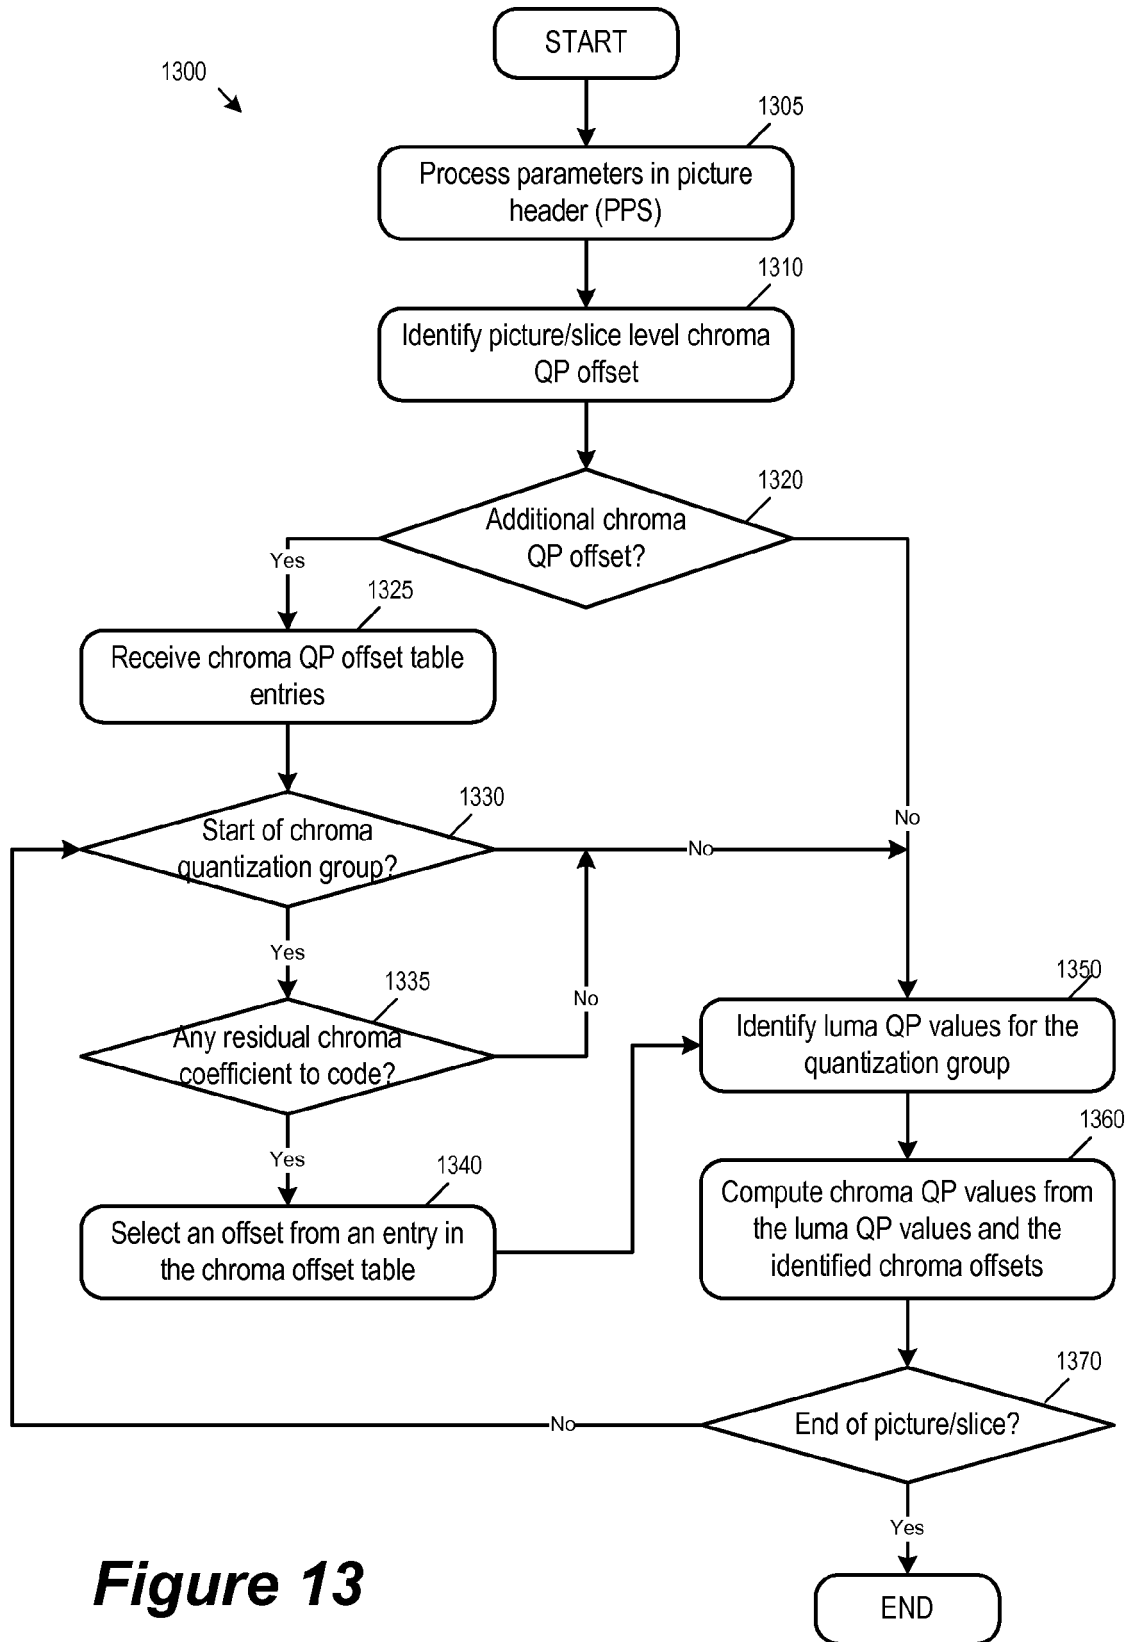 START
1300
1305
Process parameters in picture
header (PPS)
1310
Identify picture/slice level chroma
QP offset
1320
Additional chroma
QP offset?
Yes
1325
Receive chroma QP offset table
entries
1330
Start of chroma
quantization group?
No
No
Yes
1335
Any residual chroma
coefficient to code?
No
1350
Identify luma QP values for the
quantization group
Yes
1340
Select an offset from an entry in
the chroma offset table
1360
Compute chroma QP values from
the luma QP values and the
identified chroma offsets
1370
End of picture/slice?
No
Yes
END
Figure 13